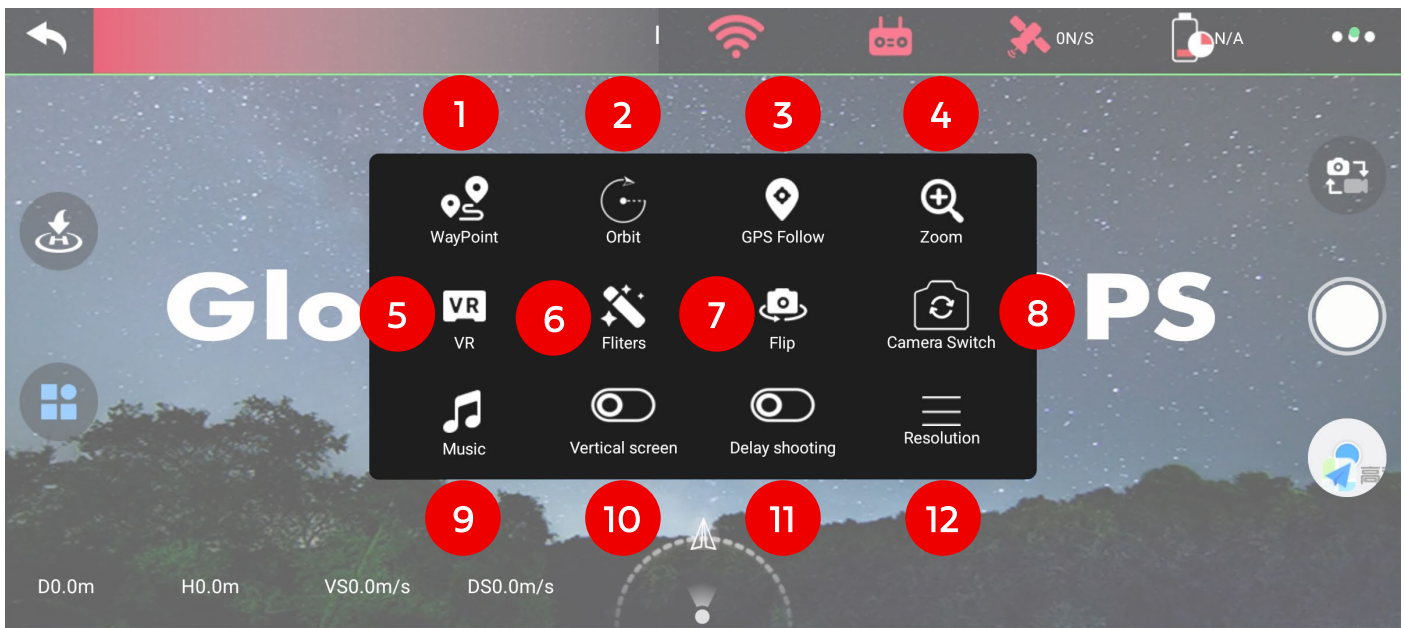 0N/S
N/A
1
2
3
4
WayPoint
Orbit
GPS Follow
Zoom
Glo
GPS
5
VR
VR
6
Fliters
7
Flip
8
Camera Switch
9
Music
10
Vertical screen
11
Delay shooting
12
Resolution
高
D0.0m
H0.0m
VS0.0m/s
DS0.0m/s